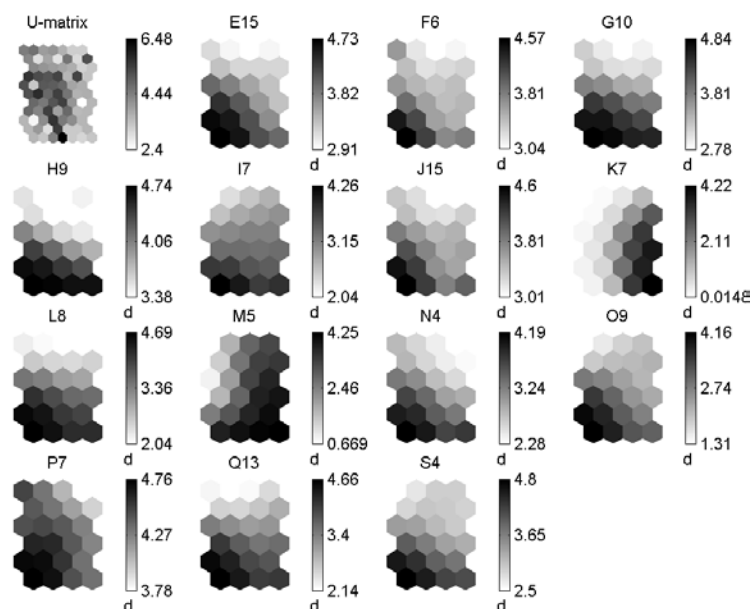 U-matrix
6.48
4.44
2.4
E15
4.73
3.82
2.91
d
F6
4.57
3.81
3.04
d
G10
4.84
3.81
2.78
d
H9
4.74
4.06
3.38
d
I7
4.26
3.15
2.04
d
J15
4.6
3.81
3.01
d
K7
4.22
2.11
0.0148
d
L8
4.69
3.36
2.04
d
M5
4.25
2.46
0.669
d
N4
4.19
3.24
2.28
d
O9
4.16
2.74
1.31
d
P7
4.76
4.27
3.78
d
Q13
4.66
3.4
2.14
d
S4
4.8
3.65
2.5
d